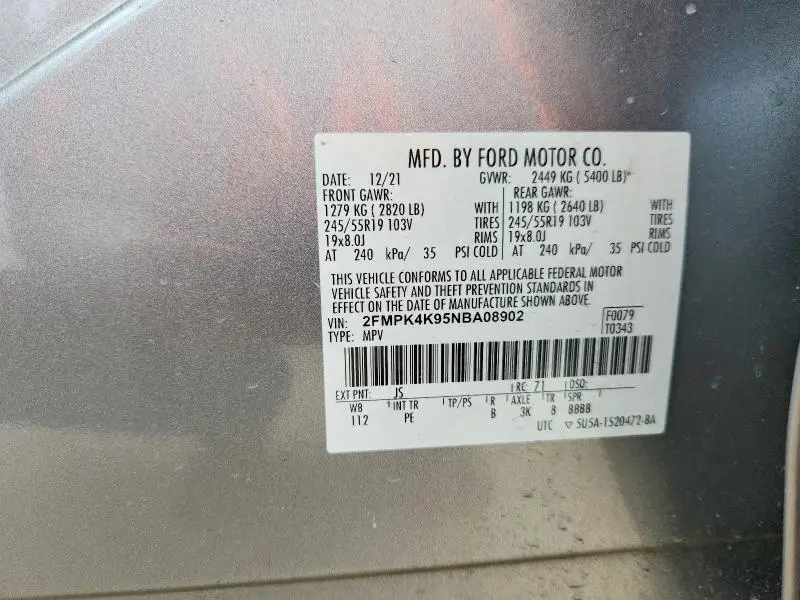 MFD. BY FORD MOTOR CO.
DATE: 12/21 GVWR: 2449 KG ( 5400 LB)
FRONT GAWR: REAR GAWR:
1279 KG ( 2820 LB) WITH 1198 KG ( 2640 LB) WITH
245/55R19 103V TIRES 245/55R19 103V TIRES
19x8.0J RIMS 19x8.0J RIMS
AT 240 kPa/ 35 PSI COLD AT 240 kPa/ 35 PSI COLD
THIS VEHICLE CONFORMS TO ALL APPLICABLE FEDERAL MOTOR
VEHICLE SAFETY AND THEFT PREVENTION STANDARDS IN
EFFECT ON THE DATE OF MANUFACTURE SHOWN ABOVE.
VIN: 2FMPK4K95NBA08902 F0079
TYPE: MPV T0343
EXT PNT: JS RC: 71 DSO:
WB INT TR TP/PS R AXLE TR SPR
112 PE B 3K 8 BBBB
UTC ▽ 5U5A-1520472-BA